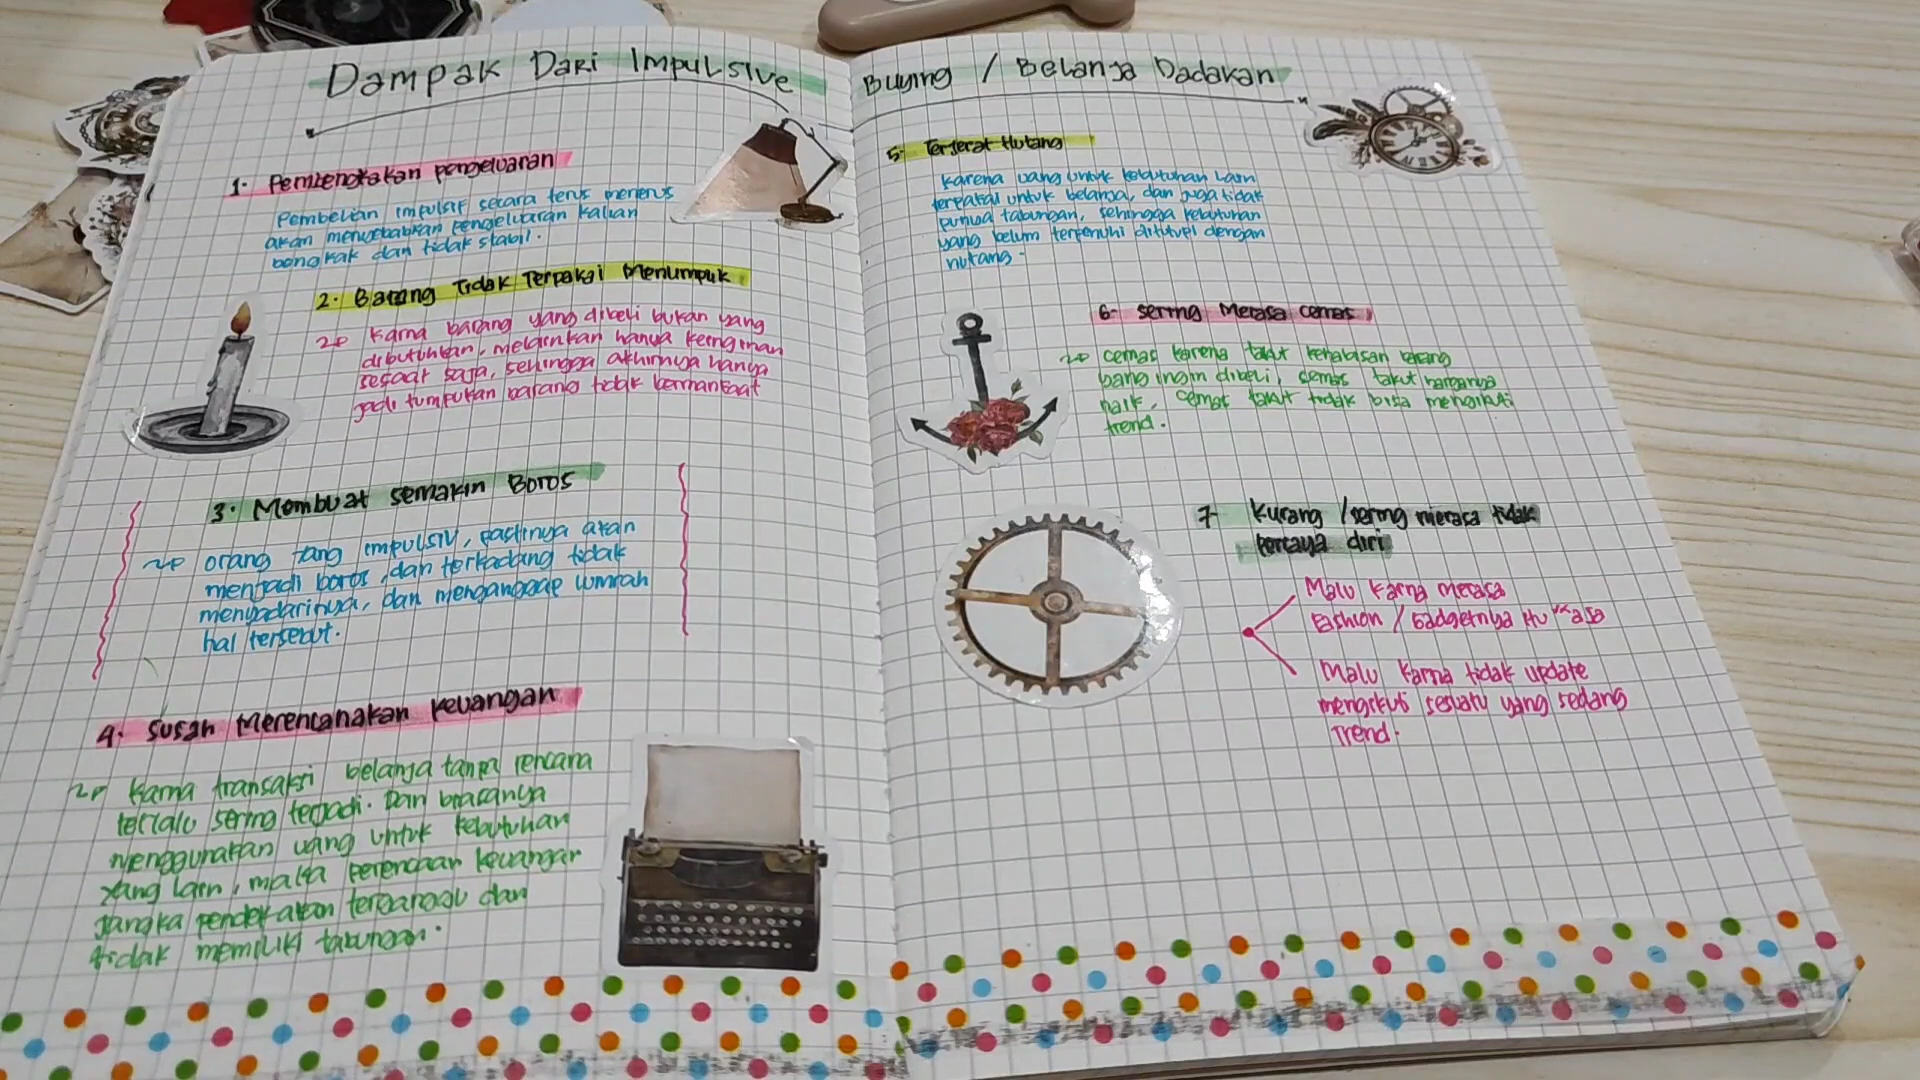 Dampak Dari Impulsive Buying / Belanja Dadakan
1. Pembengkakan pengeluaran
Pembelian impulsif secara terus menerus
akan menyebabkan pengeluaran kalian
bengkak dan tidak stabil.
2. Barang Tidak Terpakai Menumpuk
Karna barang yang dibeli bukan yang
dibutuhkan, melainkan hanya keinginan
sesaat saja, sehingga akhirnya hanya
jadi tumpukan barang tidak bermanfaat
3. Membuat semakin Boros
orang yang impulsiv, pastinya akan
menjadi boros, dan terkadang tidak
menyadarinya, dan menganggap lumrah
hal tersebut.
4. Susah Merencanakan Keuangan
Karna transaksi belanja tanpa rencana
terlalu sering terjadi. Dan biasanya
menggunakan uang untuk kebutuhan
yang lain, maka keuangan
jangka pendek akan terganggu dan
tidak memiliki tabungan.
5. Terjerat Hutang
Karena uang untuk kebutuhan lain
terpakai untuk belanja, dan juga tidak
punya tabungan, sehingga kebutuhan
yang belum terpenuhi ditutupi dengan
hutang.
6. Sering Merasa cemas
cemas karena takut kehabisan barang
yang ingin dibeli, cemas takut harganya
naik, cemas takut tidak bisa mengikuti
trend.
7 Kurang / sering merasa tidak
percaya diri
Malu karna merasa
Fashion / Gadgetnya itu
Malu karna tidak update
mengikuti sesuatu yang sedang
Trend.